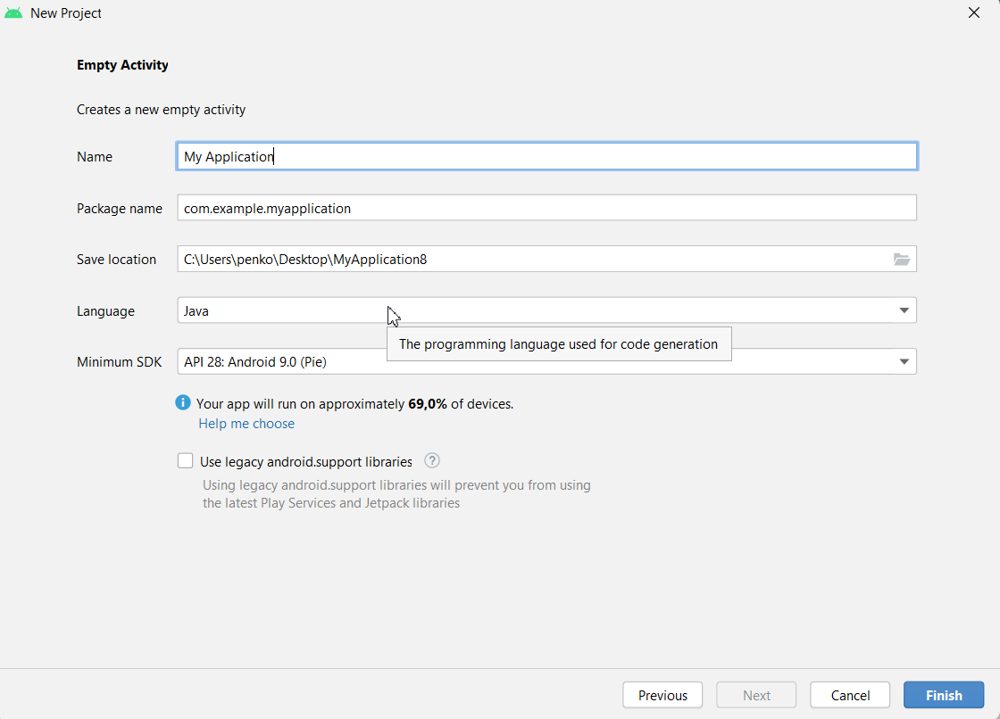 New Project
Empty Activity
Creates a new empty activity
Name My Application
Package name com.example.myapplication
Save location C:\Users\penko\Desktop\MyApplication8
Language Java
The programming language used for code generation
Minimum SDK API 28: Android 9.0 (Pie)
Your app will run on approximately 69,0% of devices.
Help me choose
Use legacy android.support libraries ?
Using legacy android.support libraries will prevent you from using
the latest Play Services and Jetpack libraries
Previous Next Cancel Finish